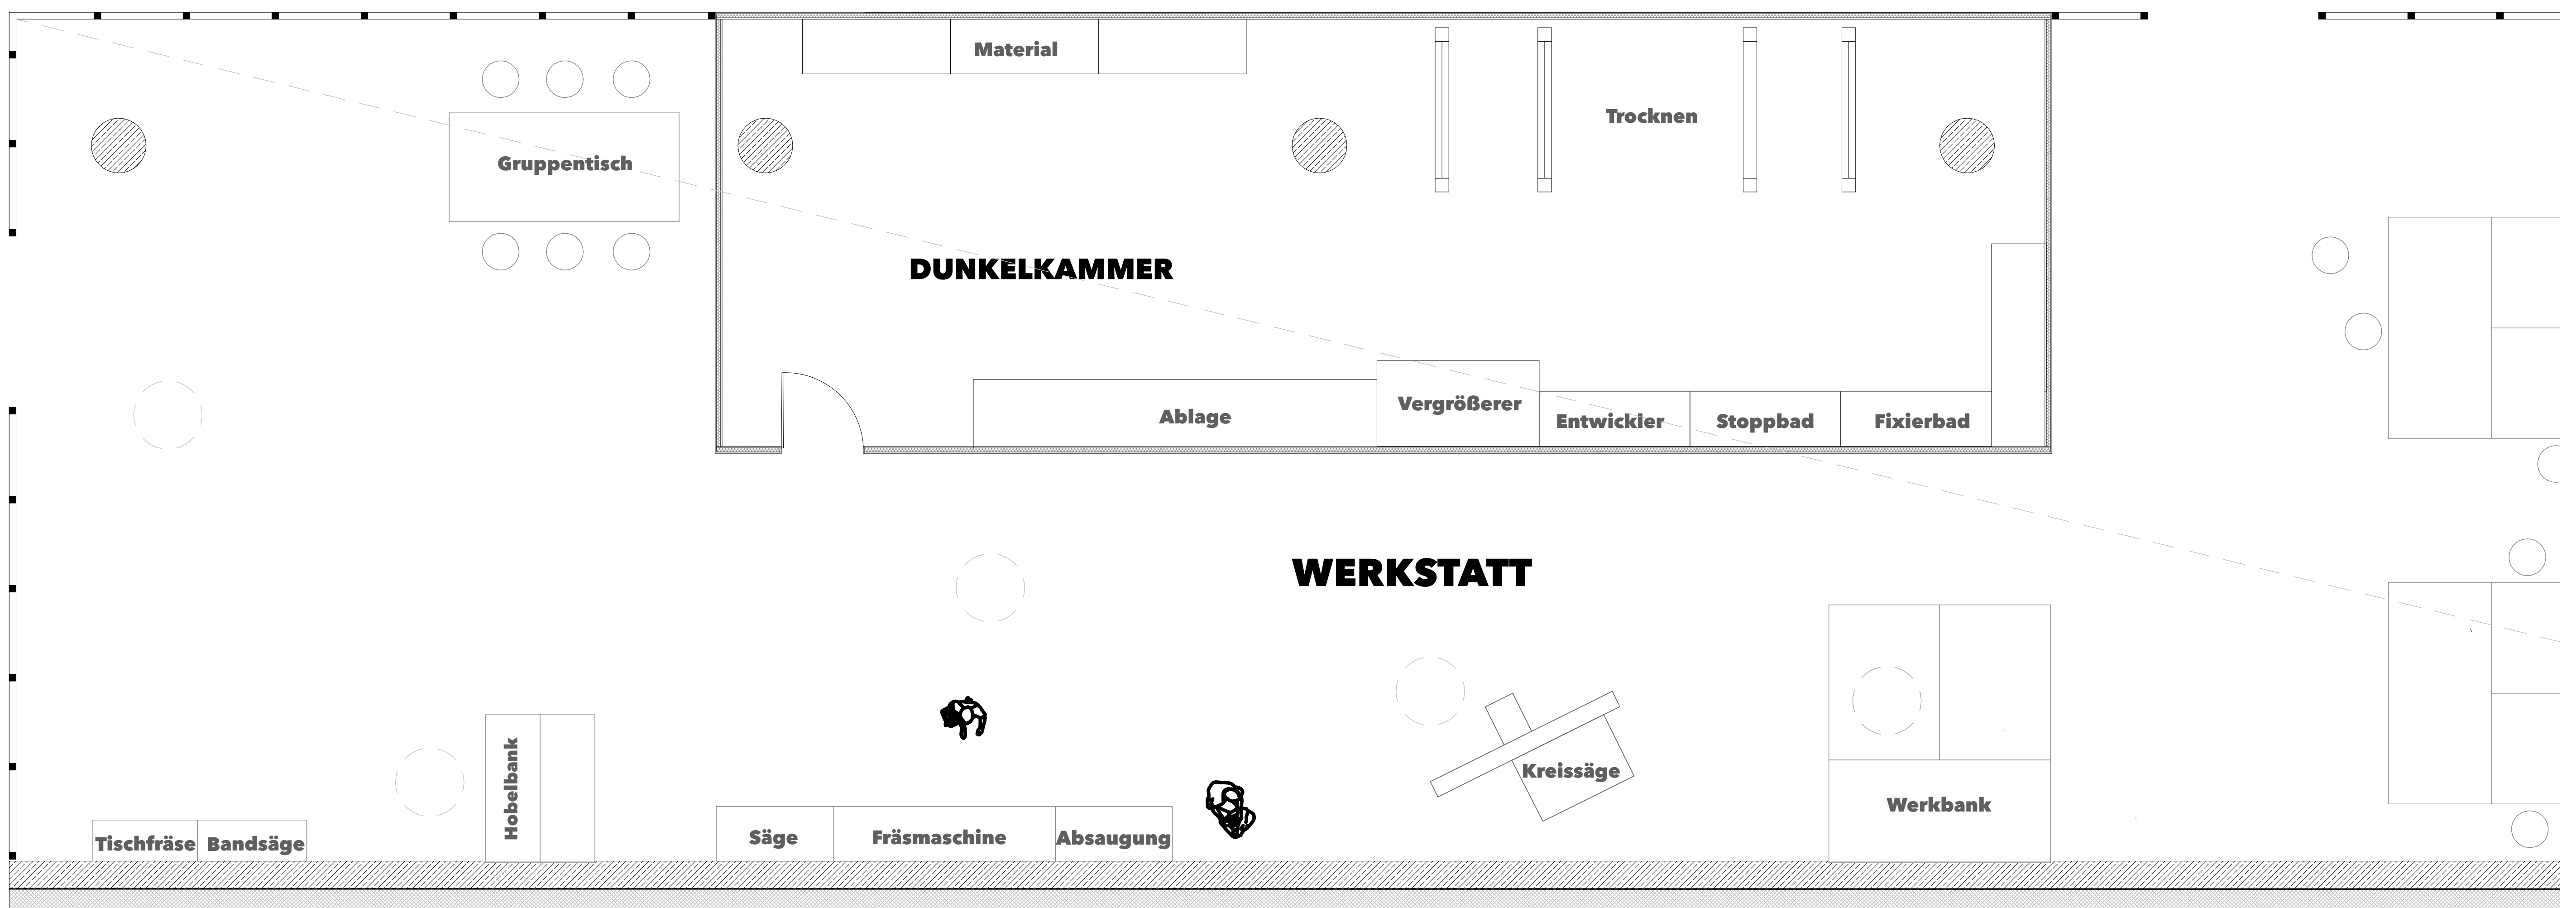 Material
Trocknen
Gruppentisch
DUNKELKAMMER
Ablage
Vergrößerer
Entwickler
Stoppbad
Fixierbad
WERKSTATT
Hobelbank
Kreissäge
Werkbank
Tischfräse
Bandsäge
Säge
Fräsmaschine
Absaugung